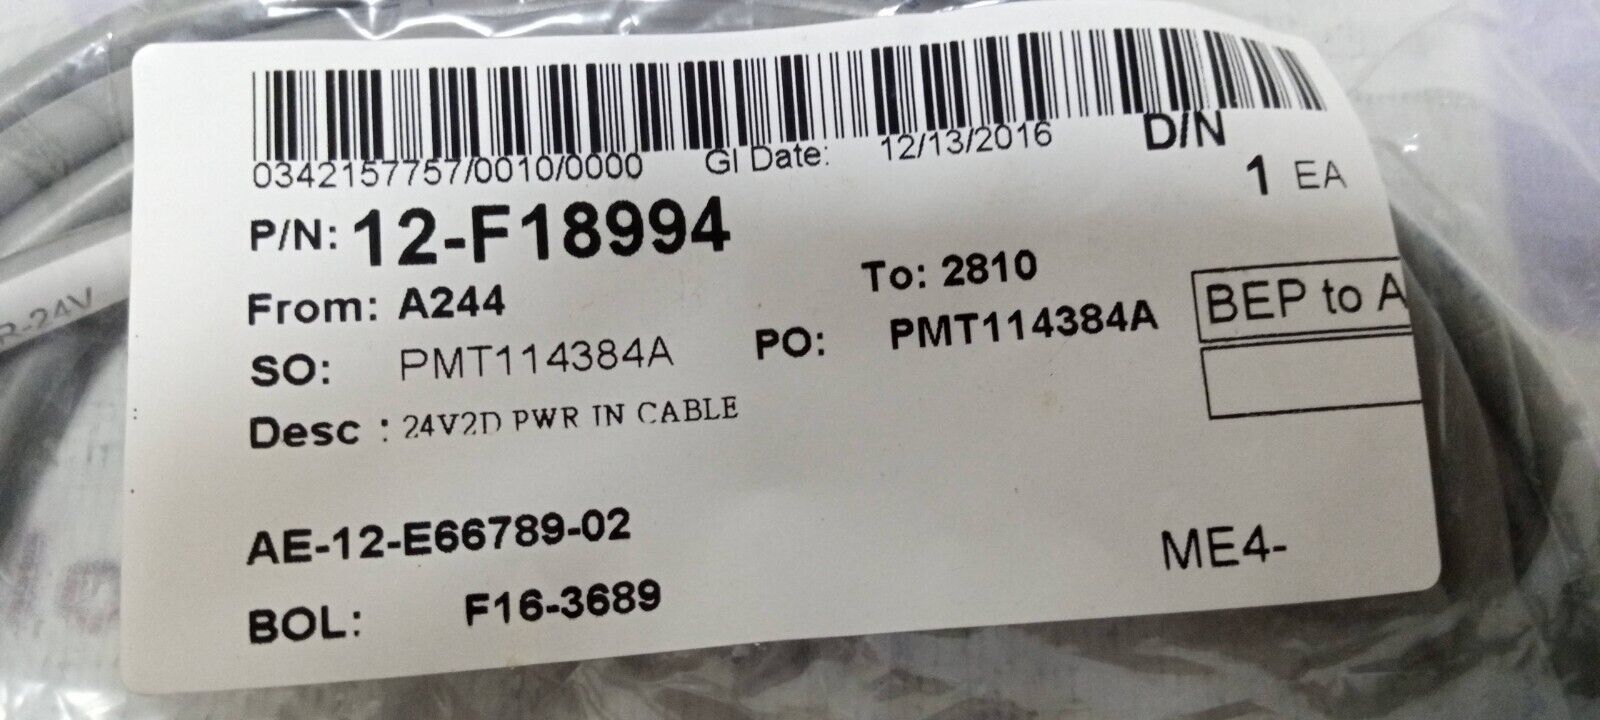 0342157757/0010/0000 GI Date: 12/13/2016 D/N
1 EA
P/N: 12-F18994
From: A244 To: 2810
SO: PMT114384A PO: PMT114384A
BEP to A
Desc : 24V2D PWR IN CABLE
AE-12-E66789-02
ME4-
BOL: F16-3689
R-24V